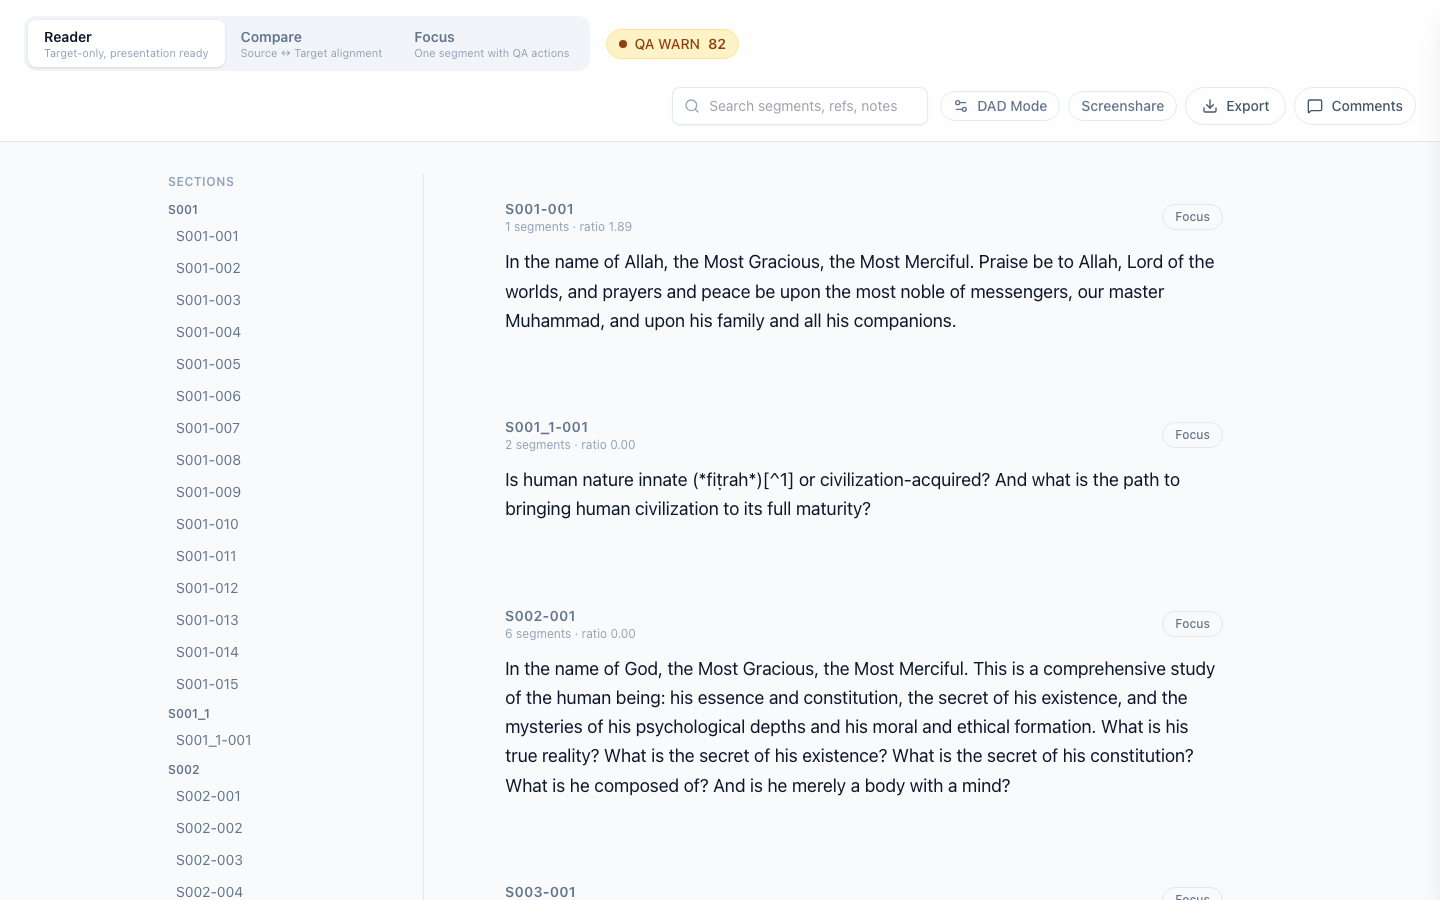 Reader
Target-only, presentation ready
Compare
Source ↔ Target alignment
Focus
One segment with QA actions
QA WARN 82
Search segments, refs, notes
DAD Mode
Screenshare
Export
Comments
SECTIONS
S001
S001-001
S001-002
S001-003
S001-004
S001-005
S001-006
S001-007
S001-008
S001-009
S001-010
S001-011
S001-012
S001-013
S001-014
S001-015
S001_1
S001_1-001
S002
S002-001
S002-002
S002-003
S002-004
S001-001
1 segments · ratio 1.89
Focus
In the name of Allah, the Most Gracious, the Most Merciful. Praise be to Allah, Lord of the
worlds, and prayers and peace be upon the most noble of messengers, our master
Muhammad, and upon his family and all his companions.
S001_1-001
2 segments · ratio 0.00
Focus
Is human nature innate (*fiṭrah*)[^1] or civilization-acquired? And what is the path to
bringing human civilization to its full maturity?
S002-001
6 segments · ratio 0.00
Focus
In the name of God, the Most Gracious, the Most Merciful. This is a comprehensive study
of the human being: his essence and constitution, the secret of his existence, and the
mysteries of his psychological depths and his moral and ethical formation. What is his
true reality? What is the secret of his existence? What is the secret of his constitution?
What is he composed of? And is he merely a body with a mind?
S003-001
Focus